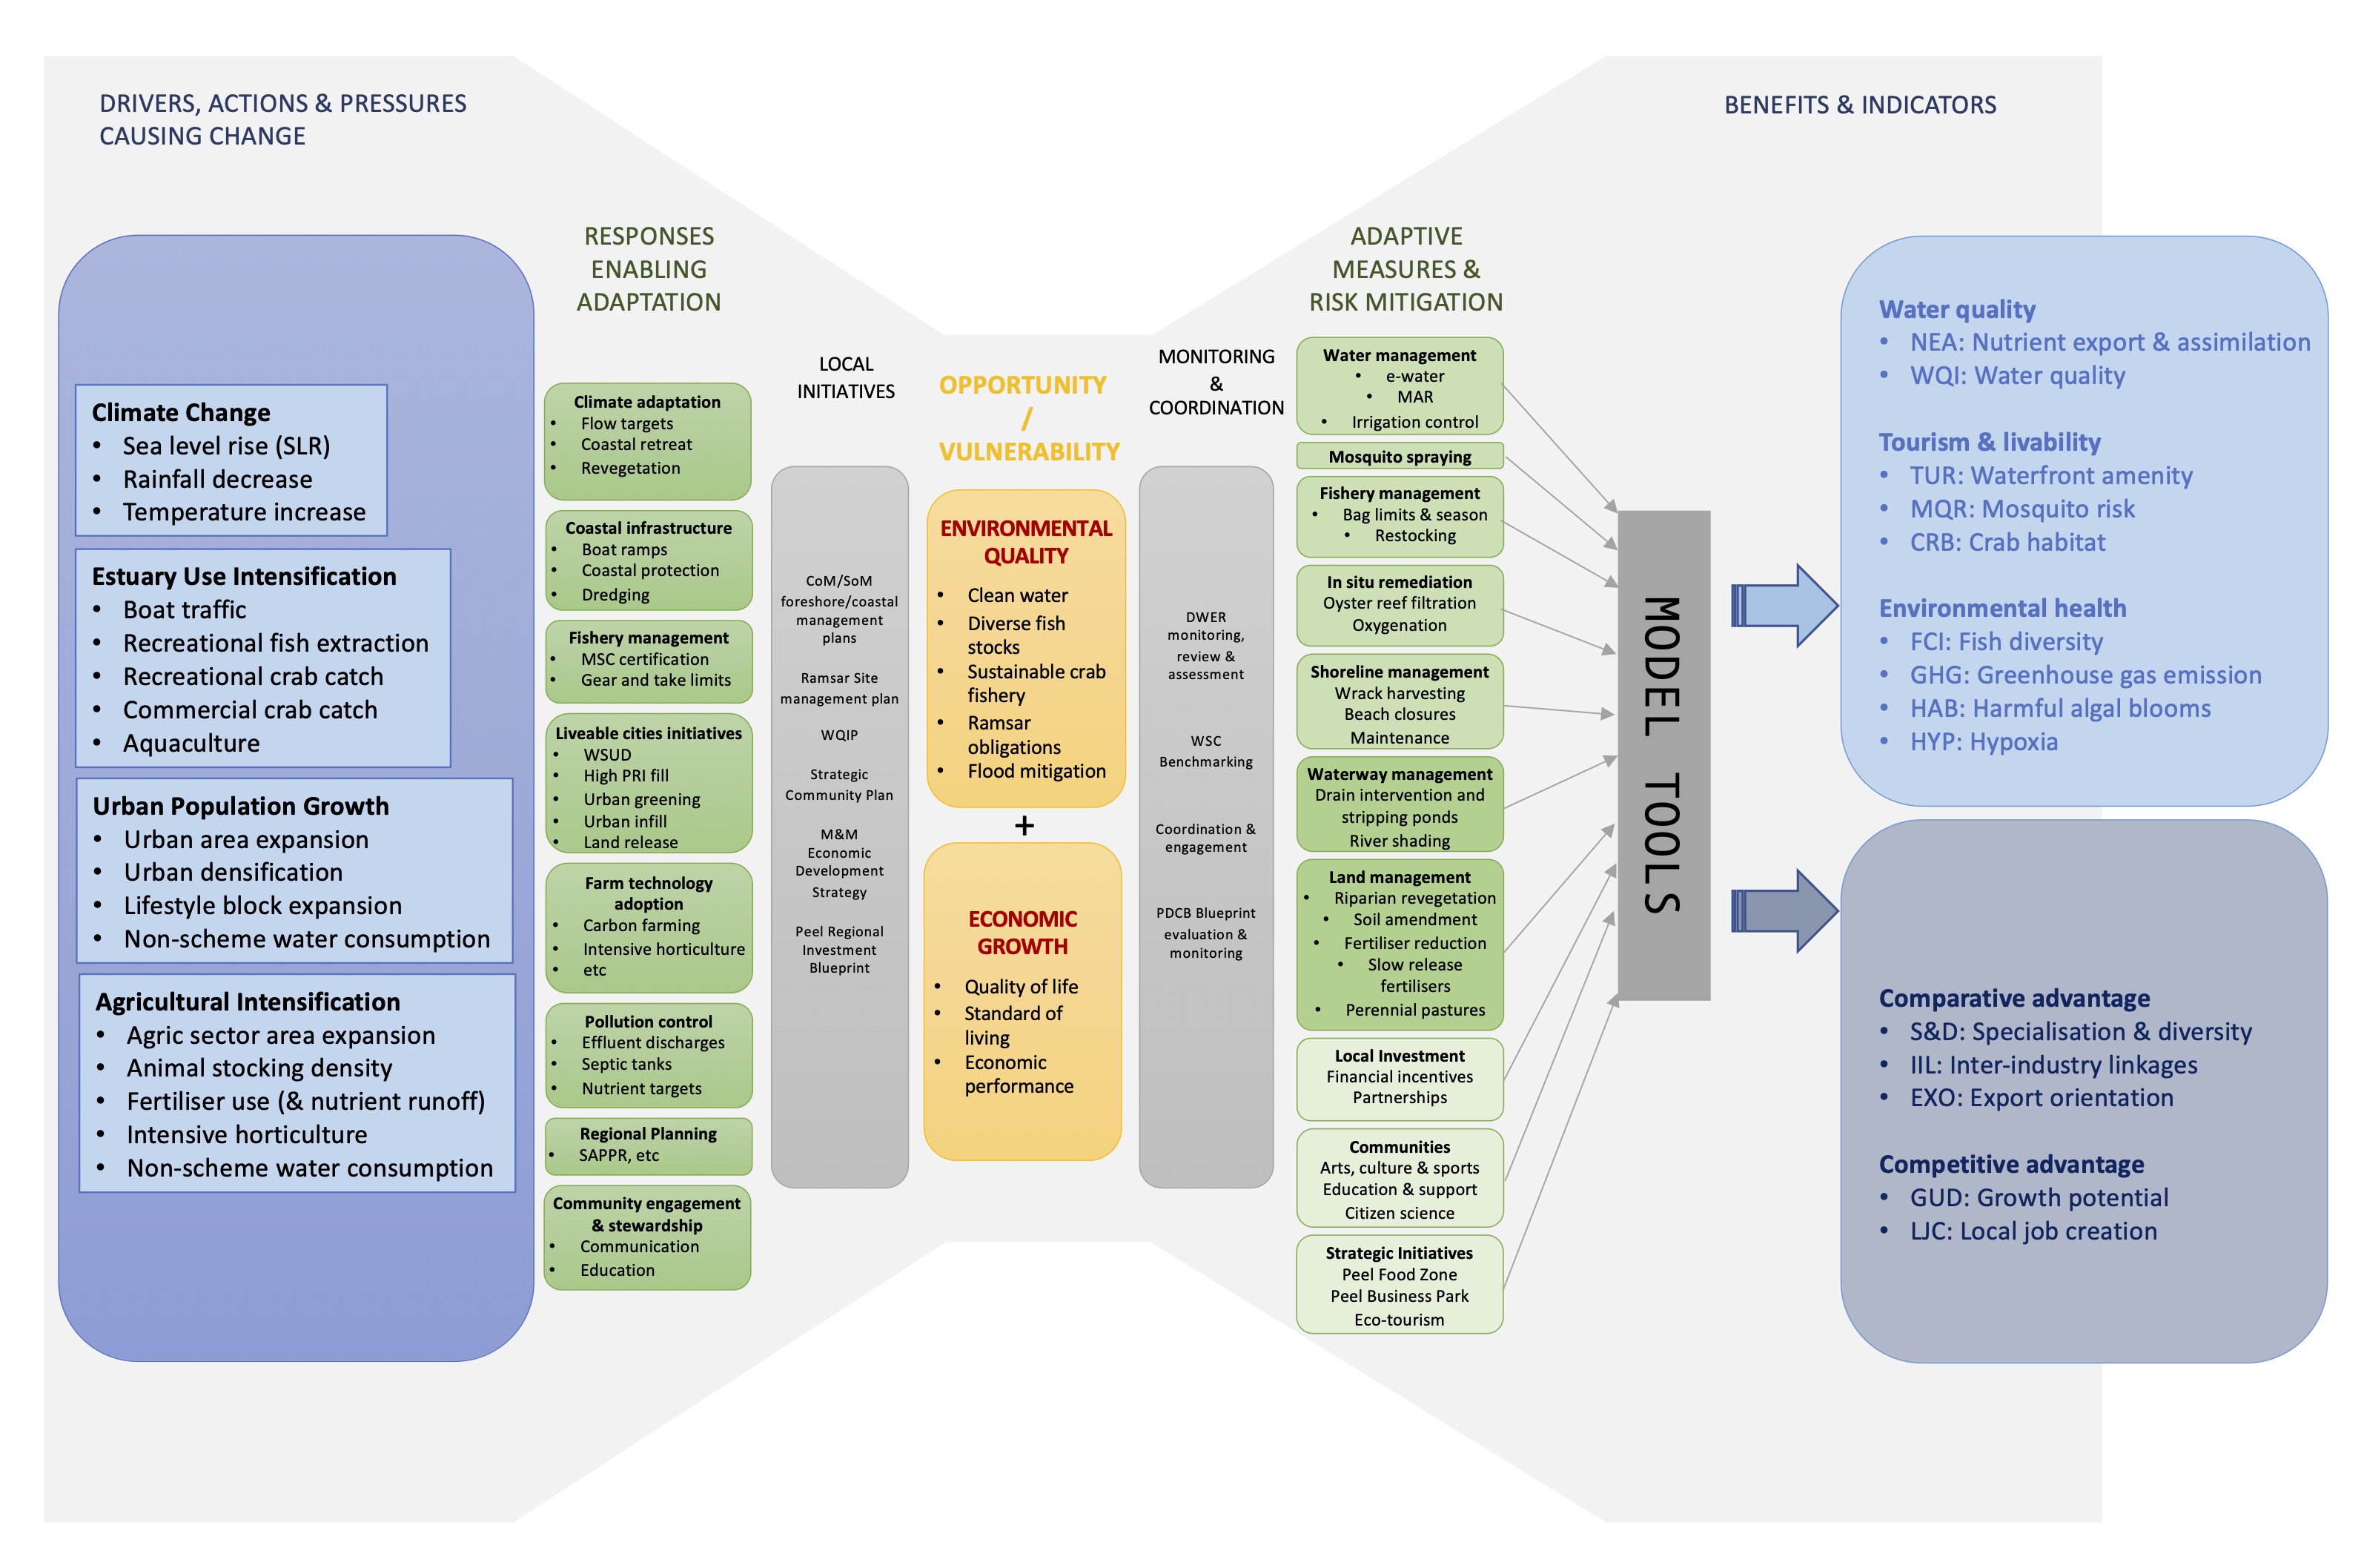 DRIVERS, ACTIONS & PRESSURES
CAUSING CHANGE
Climate Change
• Sea level rise (SLR)
• Rainfall decrease
• Temperature increase
Estuary Use Intensification
• Boat traffic
• Recreational fish extraction
• Recreational crab catch
• Commercial crab catch
• Aquaculture
Urban Population Growth
• Urban area expansion
• Urban densification
• Lifestyle block expansion
• Non-scheme water consumption
Agricultural Intensification
• Agric sector area expansion
• Animal stocking density
• Fertiliser use (& nutrient runoff)
• Intensive horticulture
• Non-scheme water consumption
RESPONSES
ENABLING
ADAPTATION
Climate adaptation
• Flow targets
• Coastal retreat
• Revegetation
Coastal infrastructure
• Boat ramps
• Coastal protection
• Dredging
Fishery management
• MSC certification
• Gear and take limits
Liveable cities initiatives
• WSUD
• High PRI fill
• Urban greening
• Urban infill
• Land release
Farm technology
adoption
• Carbon farming
• Intensive horticulture
• etc
Pollution control
• Effluent discharges
• Septic tanks
• Nutrient targets
Regional Planning
• SAPPR, etc
Community engagement
& stewardship
• Communication
• Education
LOCAL
INITIATIVES
CoM/SoM
foreshore/coastal
management
plans
Ramsar Site
management plan
WQIP
Strategic
Community Plan
M&M
Economic
Development
Strategy
Peel Regional
Investment
Blueprint
OPPORTUNITY
/
VULNERABILITY
ENVIRONMENTAL
QUALITY
• Clean water
• Diverse fish
stocks
• Sustainable crab
fishery
• Ramsar
obligations
• Flood mitigation
+
ECONOMIC
GROWTH
• Quality of life
• Standard of
living
• Economic
performance
MONITORING
&
COORDINATION
DWER
monitoring,
review &
assessment
WSC
Benchmarking
Coordination &
engagement
PDCB Blueprint
evaluation &
monitoring
ADAPTIVE
MEASURES &
RISK MITIGATION
Water management
• e-water
• MAR
• Irrigation control
Mosquito spraying
Fishery management
• Bag limits & season
• Restocking
In situ remediation
Oyster reef filtration
Oxygenation
Shoreline management
Wrack harvesting
Beach closures
Maintenance
Waterway management
Drain intervention and
stripping ponds
River shading
Land management
• Riparian revegetation
• Soil amendment
• Fertiliser reduction
• Slow release
fertilisers
• Perennial pastures
Local Investment
Financial incentives
Partnerships
Communities
Arts, culture & sports
Education & support
Citizen science
Strategic Initiatives
Peel Food Zone
Peel Business Park
Eco-tourism
MODEL TOOLS
BENEFITS & INDICATORS
Water quality
• NEA: Nutrient export & assimilation
• WQI: Water quality
Tourism & livability
• TUR: Waterfront amenity
• MQR: Mosquito risk
• CRB: Crab habitat
Environmental health
• FCI: Fish diversity
• GHG: Greenhouse gas emission
• HAB: Harmful algal blooms
• HYP: Hypoxia
Comparative advantage
• S&D: Specialisation & diversity
• IIL: Inter-industry linkages
• EXO: Export orientation
Competitive advantage
• GUD: Growth potential
• LJC: Local job creation